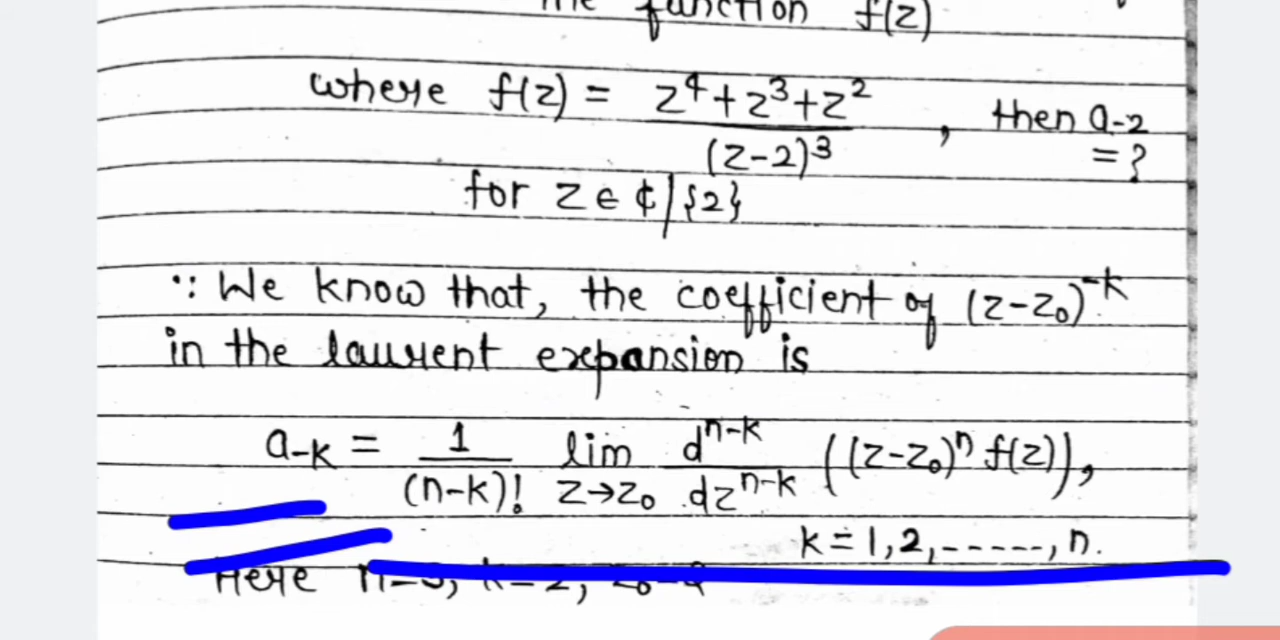 the function f(z)
where f(z) = z⁴+z³+z² / (z-2)³ , then a-2 = ?
for z ∈ ₵ | {2}
∵ We know that, the coefficient of (z-z₀)⁻ᵏ
in the laurent expansion is
a-k = 1/(n-k)! lim z→z₀ dⁿ⁻ᵏ/dzⁿ⁻ᵏ ((z-z₀)ⁿ f(z)),
k = 1,2,------, n.
Here